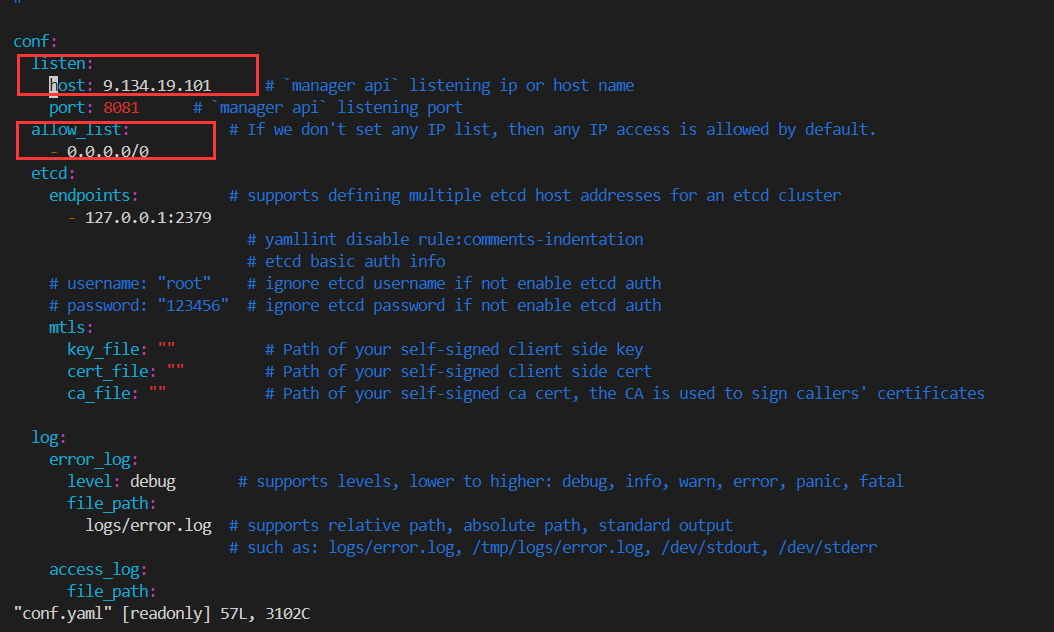 #
conf:
listen:
host: 9.134.19.101 # `manager api` listening ip or host name
port: 8081 # `manager api` listening port
allow_list: # If we don't set any IP list, then any IP access is allowed by default.
- 0.0.0.0/0
etcd:
endpoints: # supports defining multiple etcd host addresses for an etcd cluster
- 127.0.0.1:2379
# yamllint disable rule:comments-indentation
# etcd basic auth info
# username: "root" # ignore etcd username if not enable etcd auth
# password: "123456" # ignore etcd password if not enable etcd auth
mtls:
key_file: "" # Path of your self-signed client side key
cert_file: "" # Path of your self-signed client side cert
ca_file: "" # Path of your self-signed ca cert, the CA is used to sign callers' certificates
log:
error_log:
level: debug # supports levels, lower to higher: debug, info, warn, error, panic, fatal
file_path:
logs/error.log # supports relative path, absolute path, standard output
# such as: logs/error.log, /tmp/logs/error.log, /dev/stdout, /dev/stderr
access_log:
file_path:
"conf.yaml" [readonly] 57L, 3102C